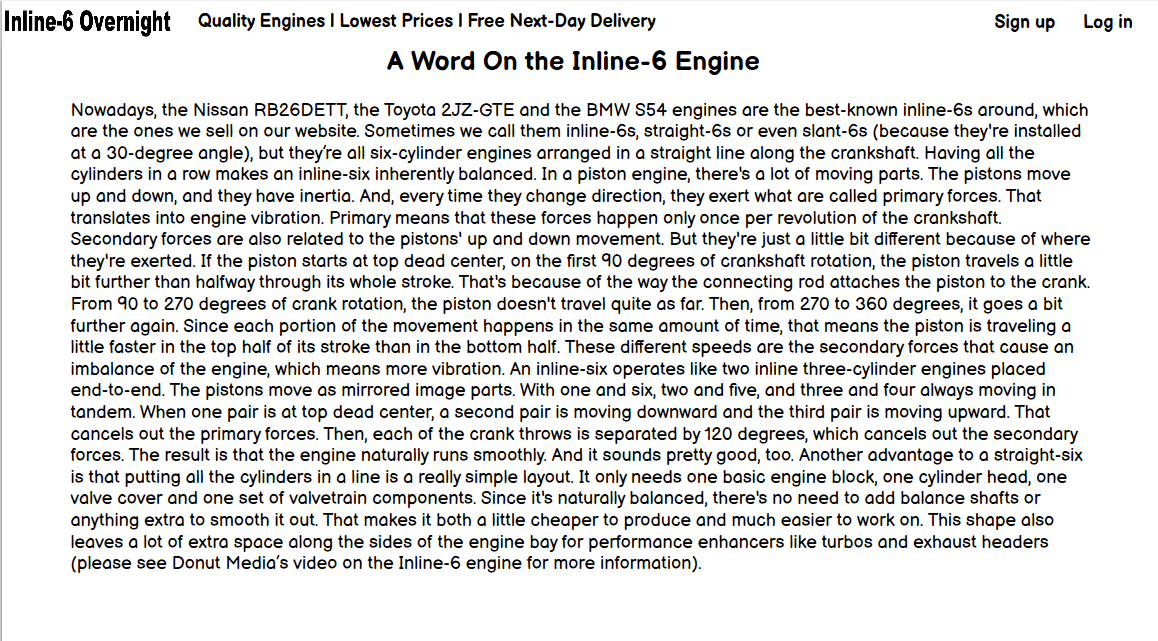 Inline-6 Overnight Quality Engines | Lowest Prices | Free Next-Day Delivery Sign up Log in
A Word On the Inline-6 Engine
Nowadays, the Nissan RB26DETT, the Toyota 2JZ-GTE and the BMW S54 engines are the best-known inline-6s around, which
are the ones we sell on our website. Sometimes we call them inline-6s, straight-6s or even slant-6s (because they're installed
at a 30-degree angle), but they’re all six-cylinder engines arranged in a straight line along the crankshaft. Having all the
cylinders in a row makes an inline-six inherently balanced. In a piston engine, there's a lot of moving parts. The pistons move
up and down, and they have inertia. And, every time they change direction, they exert what are called primary forces. That
translates into engine vibration. Primary means that these forces happen only once per revolution of the crankshaft.
Secondary forces are also related to the pistons' up and down movement. But they're just a little bit different because of where
they're exerted. If the piston starts at top dead center, on the first 90 degrees of crankshaft rotation, the piston travels a little
bit further than halfway through its whole stroke. That's because of the way the connecting rod attaches the piston to the crank.
From 90 to 270 degrees of crank rotation, the piston doesn't travel quite as far. Then, from 270 to 360 degrees, it goes a bit
further again. Since each portion of the movement happens in the same amount of time, that means the piston is traveling a
little faster in the top half of its stroke than in the bottom half. These different speeds are the secondary forces that cause an
imbalance of the engine, which means more vibration. An inline-six operates like two inline three-cylinder engines placed
end-to-end. The pistons move as mirrored image parts. With one and six, two and five, and three and four always moving in
tandem. When one pair is at top dead center, a second pair is moving downward and the third pair is moving upward. That
cancels out the primary forces. Then, each of the crank throws is separated by 120 degrees, which cancels out the secondary
forces. The result is that the engine naturally runs smoothly. And it sounds pretty good, too. Another advantage to a straight-six
is that putting all the cylinders in a line is a really simple layout. It only needs one basic engine block, one cylinder head, one
valve cover and one set of valvetrain components. Since it's naturally balanced, there's no need to add balance shafts or
anything extra to smooth it out. That makes it both a little cheaper to produce and much easier to work on. This shape also
leaves a lot of extra space along the sides of the engine bay for performance enhancers like turbos and exhaust headers
(please see Donut Media’s video on the Inline-6 engine for more information).